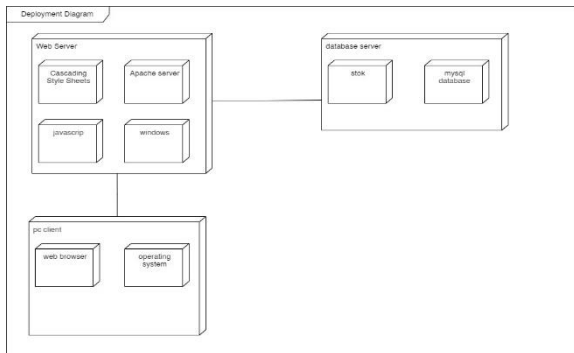 Deployment Diagram
Web Server
Cascading
Style Sheets
Apache server
javascrip
windows
database server
stok
mysql
database
pc client
web browser
operating
system